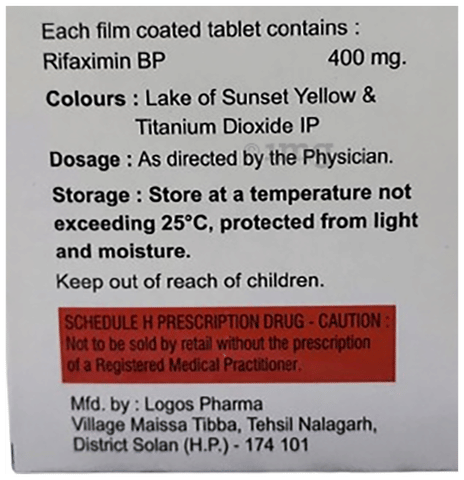 Each film coated tablet contains :
Rifaximin BP 400 mg.
Colours : Lake of Sunset Yellow &
Titanium Dioxide IP
Dosage : As directed by the Physician.
Storage : Store at a temperature not
exceeding 25°C, protected from light
and moisture.
Keep out of reach of children.
SCHEDULE H PRESCRIPTION DRUG - CAUTION :
Not to be sold by retail without the prescription
of a Registered Medical Practitioner.
Mfd. by : Logos Pharma
Village Maissa Tibba, Tehsil Nalagarh,
District Solan (H.P.) - 174 101